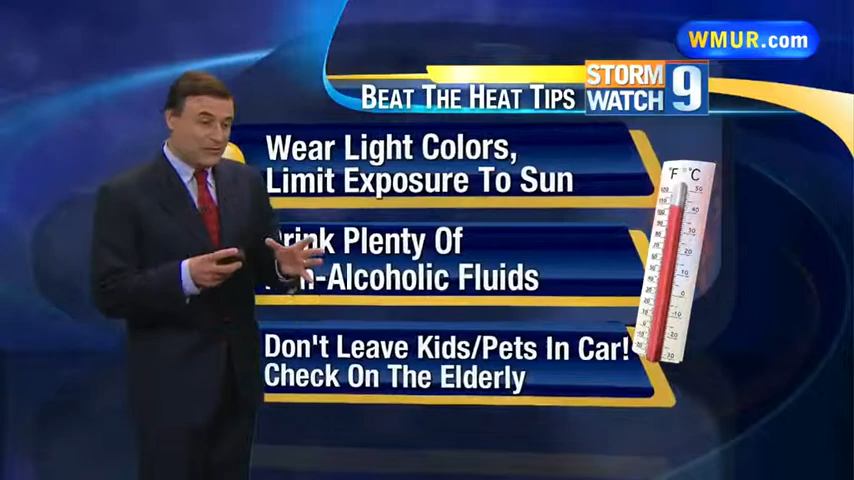 WMUR.com
BEAT THE HEAT TIPS
STORM
WATCH 9
Wear Light Colors,
Limit Exposure To Sun
rink Plenty Of
n-Alcoholic Fluids
Don't Leave Kids/Pets In Car!
Check On The Elderly
°F °C